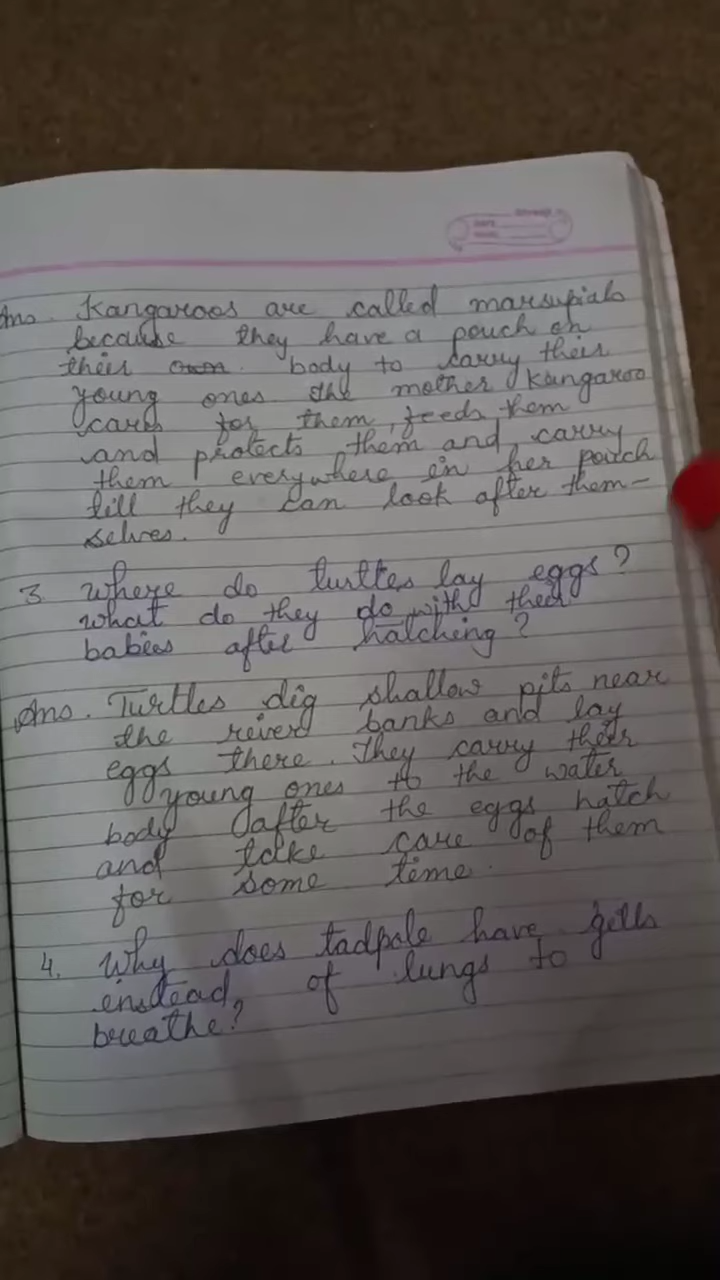 Ans. Kangaroos are called marsupials
because they have a pouch on
their body to carry their
young ones the mother kangaroo
cares for them, feeds them
and protects them and carry
them everywhere in her pouch
till they can look after them-
selves.
3. where do turtles lay eggs?
what do they do with their
babies after hatching?
Ans. Turtles dig shallow pits near
the river banks and lay
eggs there. They carry their
young ones to the water
body after the eggs hatch
and take care of them
for some time.
4. Why does tadpole have gills
instead of lungs to
breathe?